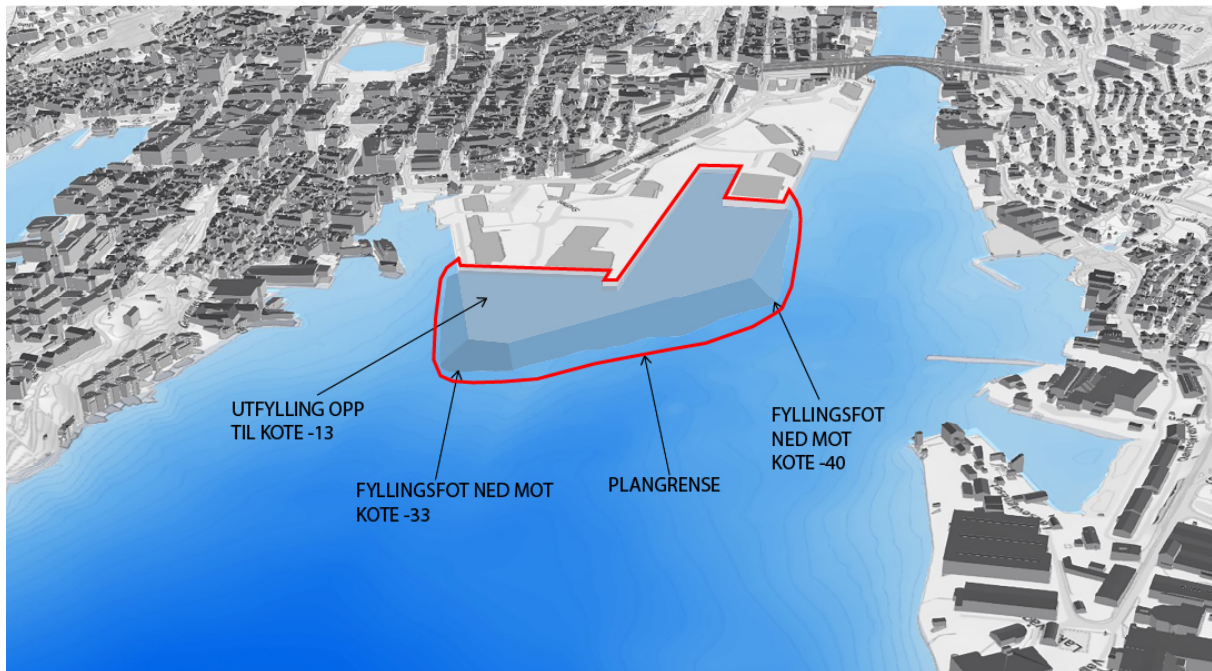 UTFYLLING OPP
TIL KOTE -13
FYLLINGSFOT NED MOT
KOTE -33
PLANGRENSE
FYLLINGSFOT
NED MOT
KOTE -40